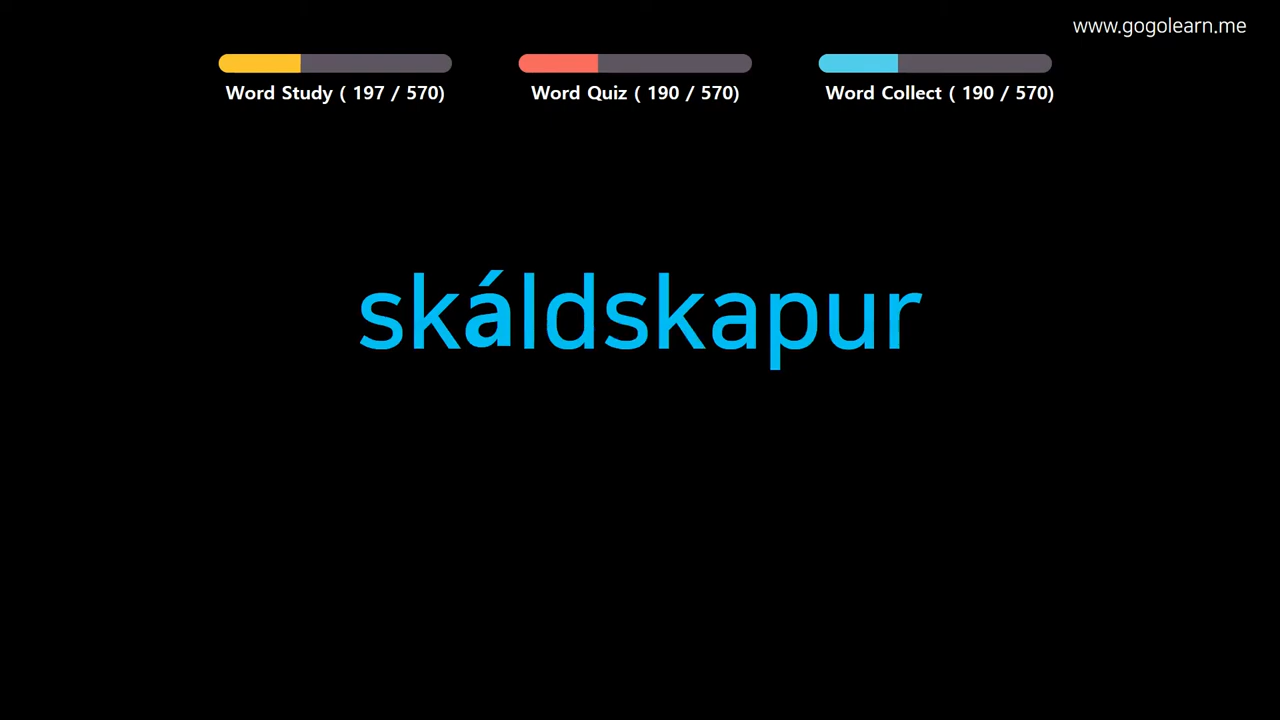 www.gogolearn.me
Word Study ( 197 / 570)
Word Quiz ( 190 / 570)
Word Collect ( 190 / 570)
skáldskapur